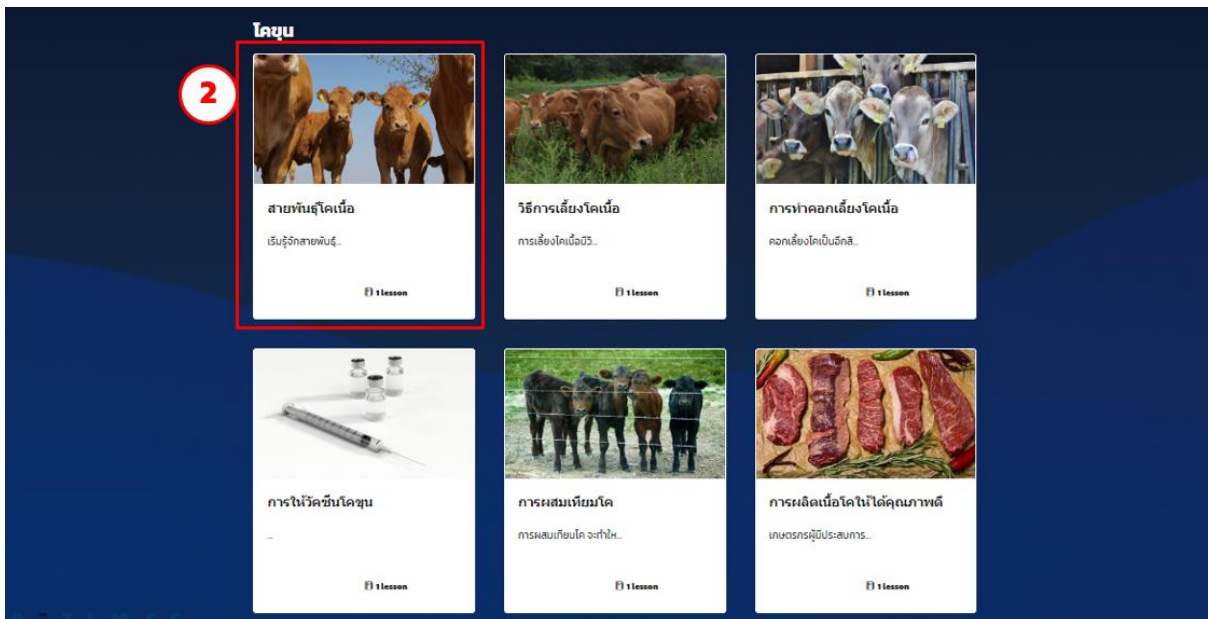 โคขุน
2
สายพันธุ์โคเนื้อ
เริ่มรู้จักสายพันธุ์...
1 lesson
วิธีการเลี้ยงโคเนื้อ
การเลี้ยงโคเนื้อมีวิ...
1 lesson
การทำคอกเลี้ยงโคเนื้อ
คอกเลี้ยงโคเป็นอีกสิ...
1 lesson
การให้วัคซีนโคขุน
...
1 lesson
การผสมเทียมโค
การผสมเทียมโค จะทำให้...
1 lesson
การผลิตเนื้อโคให้ได้คุณภาพดี
เกษตรกรผู้มีประสบการ...
1 lesson